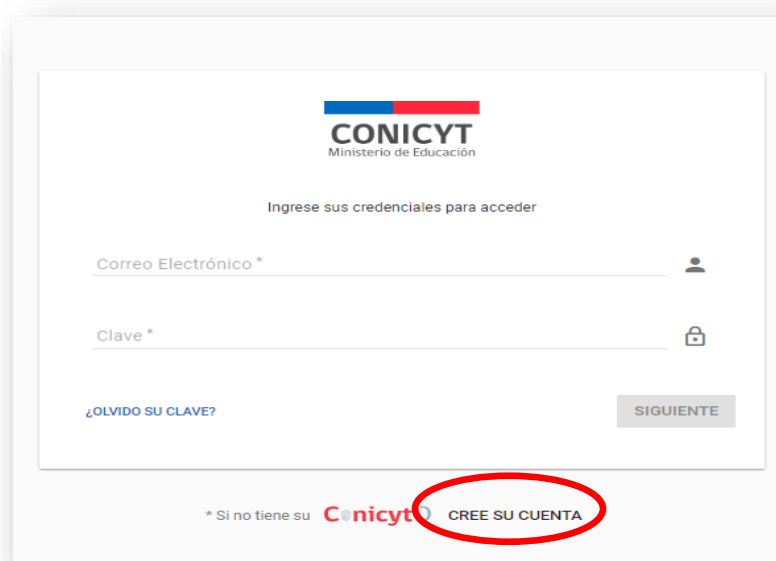 CONICYT
Ministerio de Educación
Ingrese sus credenciales para acceder
Correo Electrónico *
Clave *
¿OLVIDO SU CLAVE?
SIGUIENTE
* Si no tiene su ConicytID CREE SU CUENTA